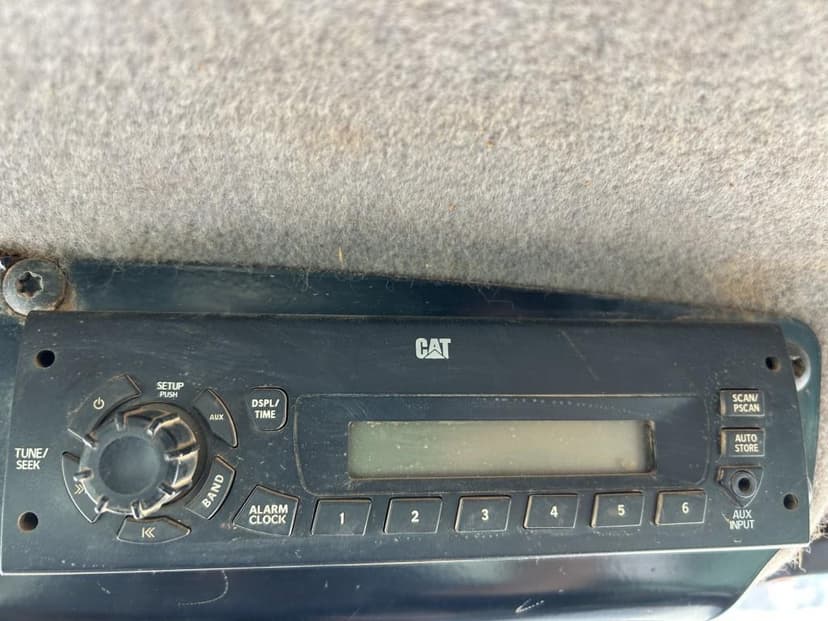 CAT
SETUP
PUSH
AUX
DSPL/
TIME
TUNE/
SEEK
BAND
ALARM
CLOCK
1
2
3
4
5
6
SCAN/
PSCAN
AUTO
STORE
AUX
INPUT